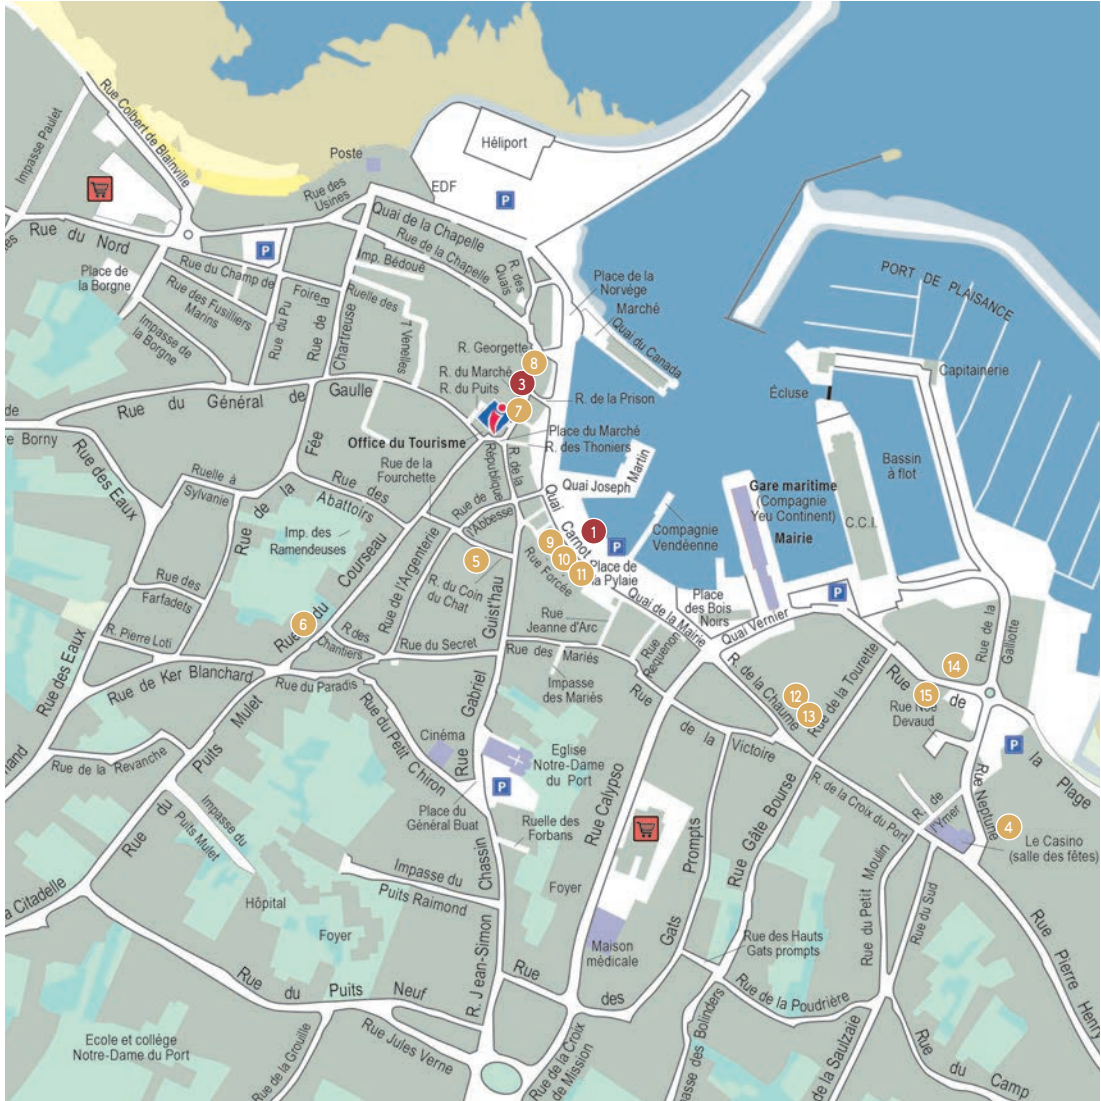 Rue Colbert de Blainville
Impasse Paulet
Héliport
Poste
P
EDF
Rue des
Usines
Quai de la Chapelle
Rue de la Chapelle
Rue du Nord
P
Imp. Bédoué
R. des
Quais
Place de la
Norvège
Marché
Quai du Canada
PORT DE PLAISANCE
Place de
la Borgne
Rue du Champ de
Foire
Rue des Fusilliers
Marins
Impasse de
la Borgne
Rue du Pu
Rue de la
Chartreuse
Ruelle des
7 Venelles
R. Georgette
8
R. du Marché
3
R. du Puits
7
R. de la Prison
Capitainerie
Écluse
Rue du Général de Gaulle
Office du Tourisme
Place du Marché
R. des Thoniers
de
re Borny
Rue des Eaux
Ruelle à
Sylvanie
Rue de la Fée
Rue des
Abattoirs
Rue de la
Fourchette
République
R. de la
Rue de
l'Abbesse
Quai Joseph Martin
Quai Carnot
Bassin
à flot
Gare maritime
(Compagnie
Yeu Continent)
Mairie
C.C.I.
Compagnie
Vendéenne
1
P
Place de
la Pylaie
9
10
11
Rue Forcée
5
R. du Coin
du Chat
Imp. des
Ramendeuses
Rue du Courseau
6
Rue de l'Argenterie
Rue des
Farfadets
R. Pierre Loti
Rue des Eaux
Rue de Ker Blanchard
R.des
Chantiers
Rue du Secret
Rue Gabriel Guist'hau
Rue
Jeanne d'Arc
Quai de la Mairie
Place
des Bois
Noirs
Quai Vernier
P
Rue des Mariés
Impasse
des Mariés
Rue
Requenor
R. de la Chaume
12
13
Rue de la Tourette
14
15
Rue de la
Galliotte
Rue de la Plage
Rue Noé
Devaud
P
Rue Neptune
4
Le Casino
(salle des fêtes)
R. de
l'Ymer
Rue du Paradis
Rue du Petit Chiron
Cinéma
Eglise
Notre-Dame
du Port
P
Place du
Général Buat
Ruelle des
Forbans
Rue de la Revanche
Rue du Puits Mulet
Impasse du
Puits Mulet
Impasse du
Puits Raimond
R. Jean-Simon Chassin
Hôpital
Foyer
Foyer
Rue Calypso
Rue de la Victoire
Rue Gâte Bourse
R. de la Croix du Port
Maison
médicale
Rue des Gats Prompts
Rue des Hauts
Gats prompts
Rue de la Poudrière
Rue du Petit Moulin
Rue du Sud
Rue Pierre Henry
Rue du Camp
la Citadelle
Rue du Puits Neuf
Rue Jules Verne
Ecole et collège
Notre-Dame du Port
Rue de la Grouille
Rue de la Croix
de Mission
passe des Bolinders
de la Saulzaie